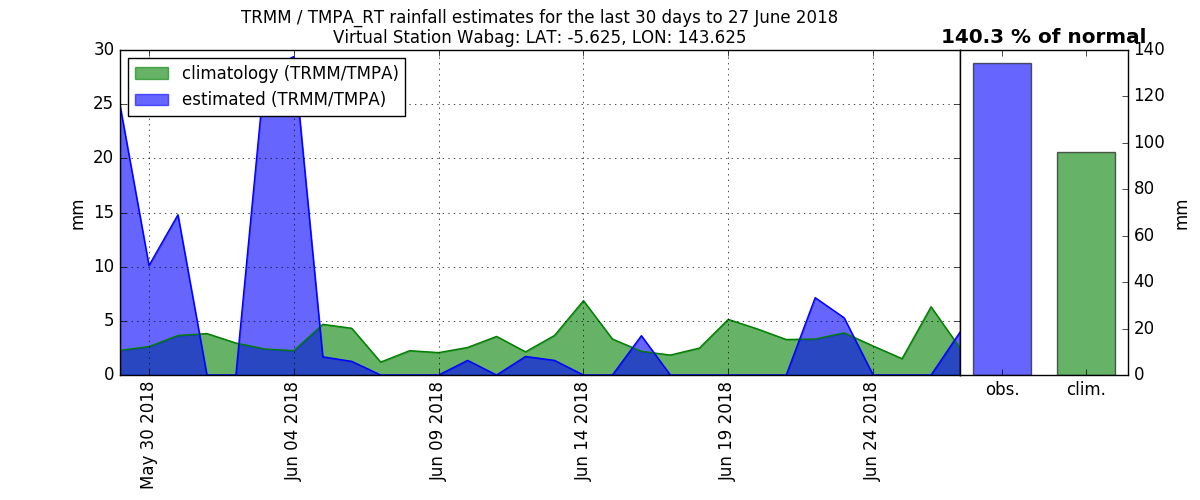 TRMM / TMPA_RT rainfall estimates for the last 30 days to 27 June 2018
Virtual Station Wabag: LAT: -5.625, LON: 143.625
140.3 % of normal
climatology (TRMM/TMPA)
estimated (TRMM/TMPA)
30
25
20
15
10
5
0
mm
May 30 2018
Jun 04 2018
Jun 09 2018
Jun 14 2018
Jun 19 2018
Jun 24 2018
obs.
clim.
140
120
100
80
60
40
20
0
mm